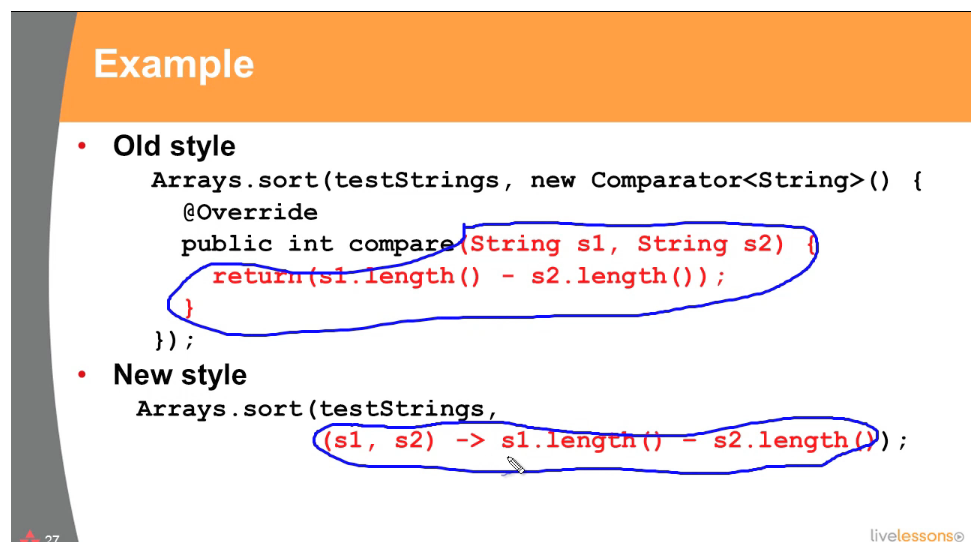 Example
• Old style
Arrays.sort(testStrings, new Comparator<String>() {
@Override
public int compare(String s1, String s2) {
return(s1.length() - s2.length());
}
});
• New style
Arrays.sort(testStrings,
(s1, s2) -> s1.length() - s2.length());
27
livelessons